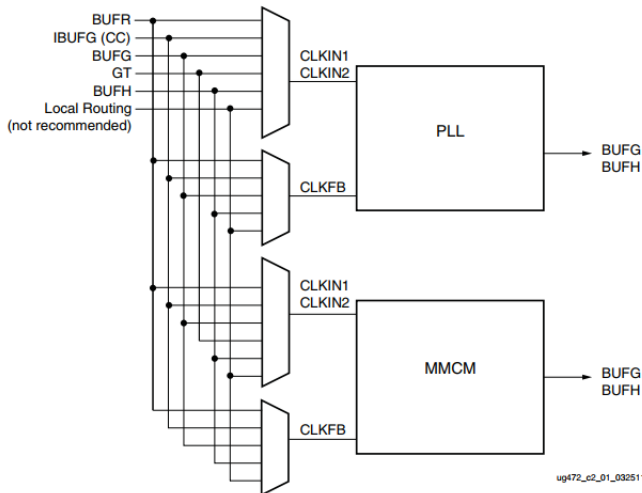 BUFR
IBUFG (CC)
BUFG
GT
BUFH
Local Routing
(not recommended)
CLKIN1
CLKIN2
PLL
BUFG
BUFH
CLKFB
CLKIN1
CLKIN2
MMCM
BUFG
BUFH
CLKFB
ug472_c2_01_032511